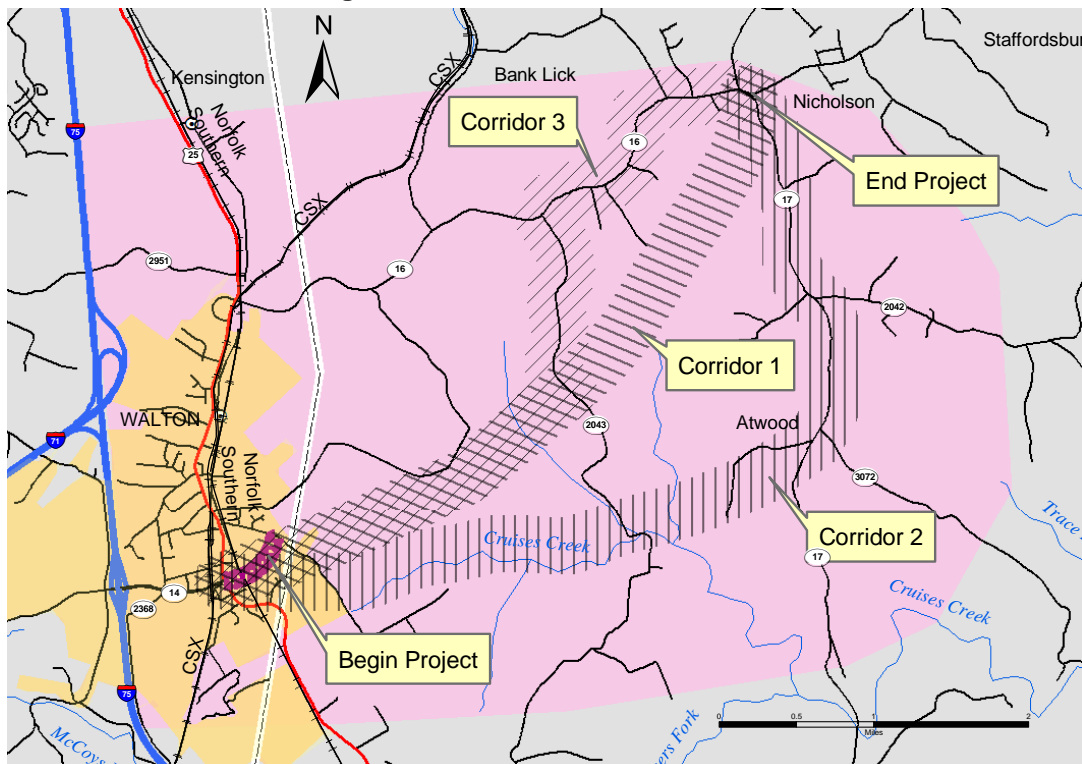 N
Staffordsbur
Kensington
Bank Lick
CSX
Nicholson
Corridor 3
16
75
Norfolk
Southern
25
End Project
17
CSX
2951
16
2042
Corridor 1
WALTON
2043
Atwood
71
Norfolk
Southern
3072
Corridor 2
Trace
Cruises Creek
17
14
2368
Cruises Creek
CSX
Begin Project
75
McCoys
ers Fork
0 0.5 1 2
Miles